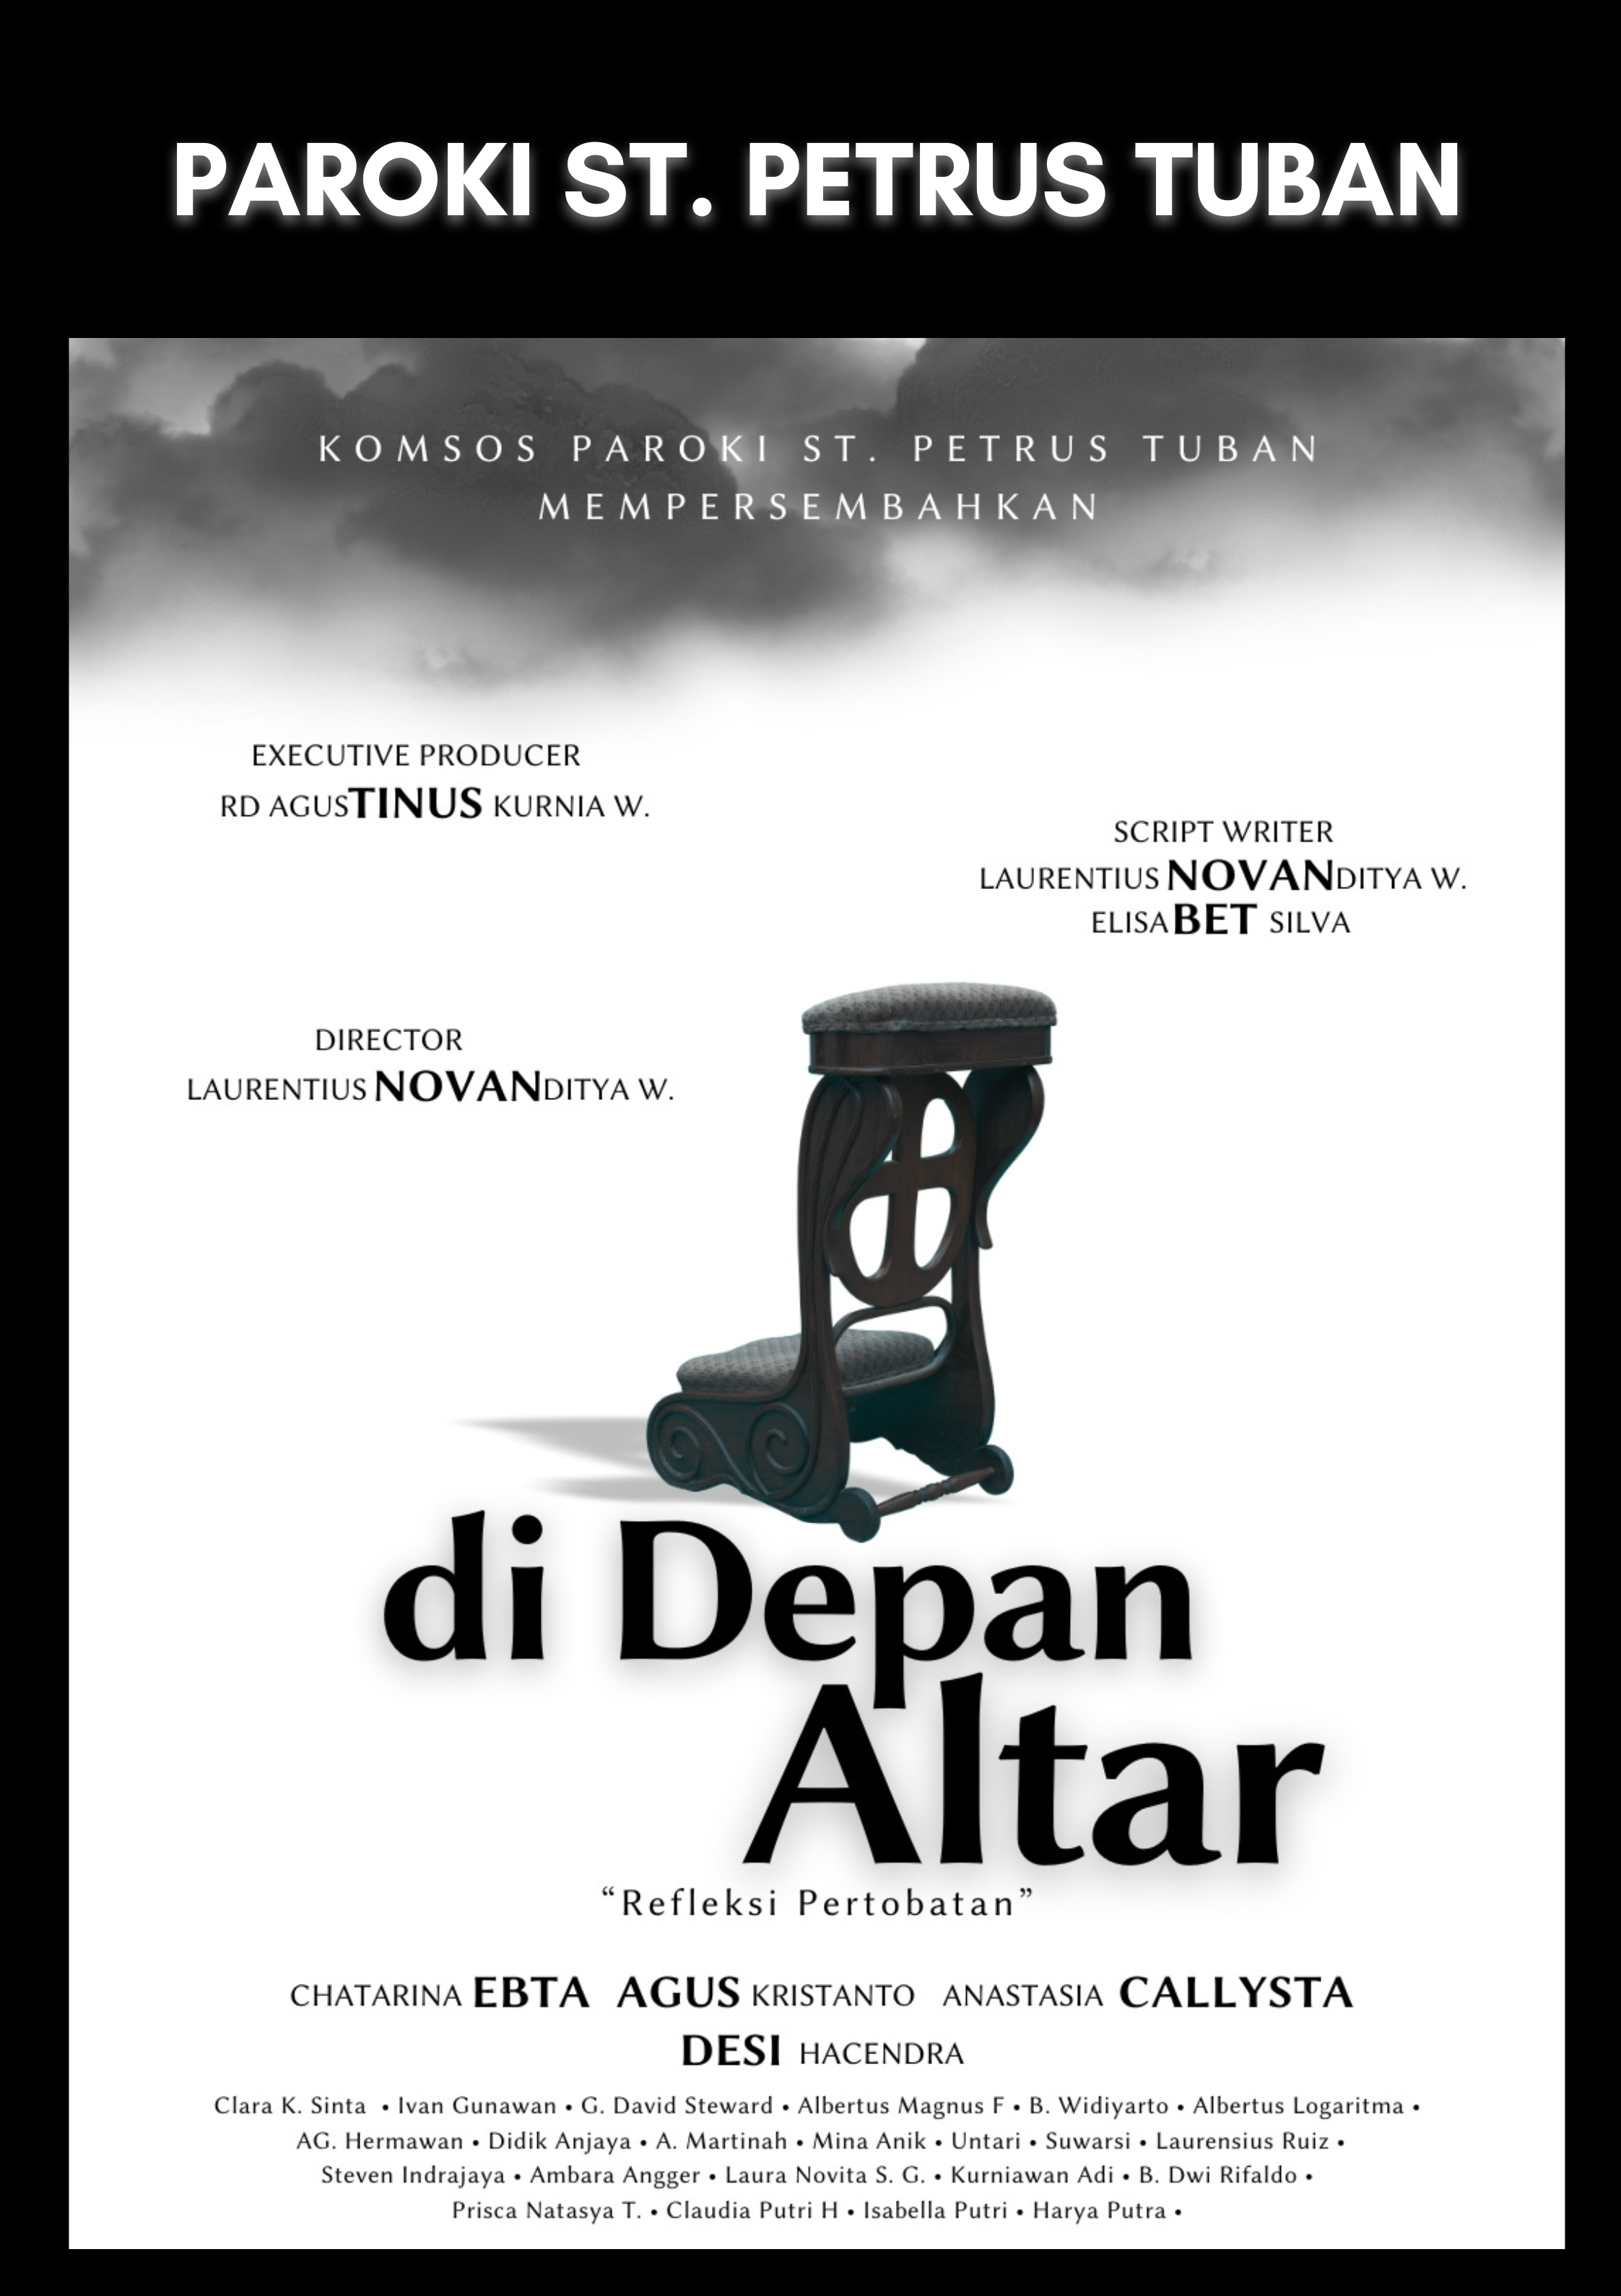 PAROKI ST. PETRUS TUBAN
KOMSOS PAROKI ST. PETRUS TUBAN
MEMPERSEMBAHKAN
EXECUTIVE PRODUCER
RD AGUSTINUS KURNIA W.
SCRIPT WRITER
LAURENTIUS NOVANDITYA W.
ELISABET SILVA
DIRECTOR
LAURENTIUS NOVANDITYA W.
di Depan
Altar
“Refleksi Pertobatan”
CHATARINA EBTA AGUS KRISTANTO ANASTASIA CALLYSTA
DESI HACENDRA
Clara K. Sinta • Ivan Gunawan • G. David Steward • Albertus Magnus F • B. Widiyarto • Albertus Logaritma •
AG. Hermawan • Didik Anjaya • A. Martinah • Mina Anik • Untari • Suwarsi • Laurensius Ruiz •
Steven Indrajaya • Ambara Angger • Laura Novita S. G. • Kurniawan Adi • B. Dwi Rifaldo •
Prisca Natasya T. • Claudia Putri H • Isabella Putri • Harya Putra •